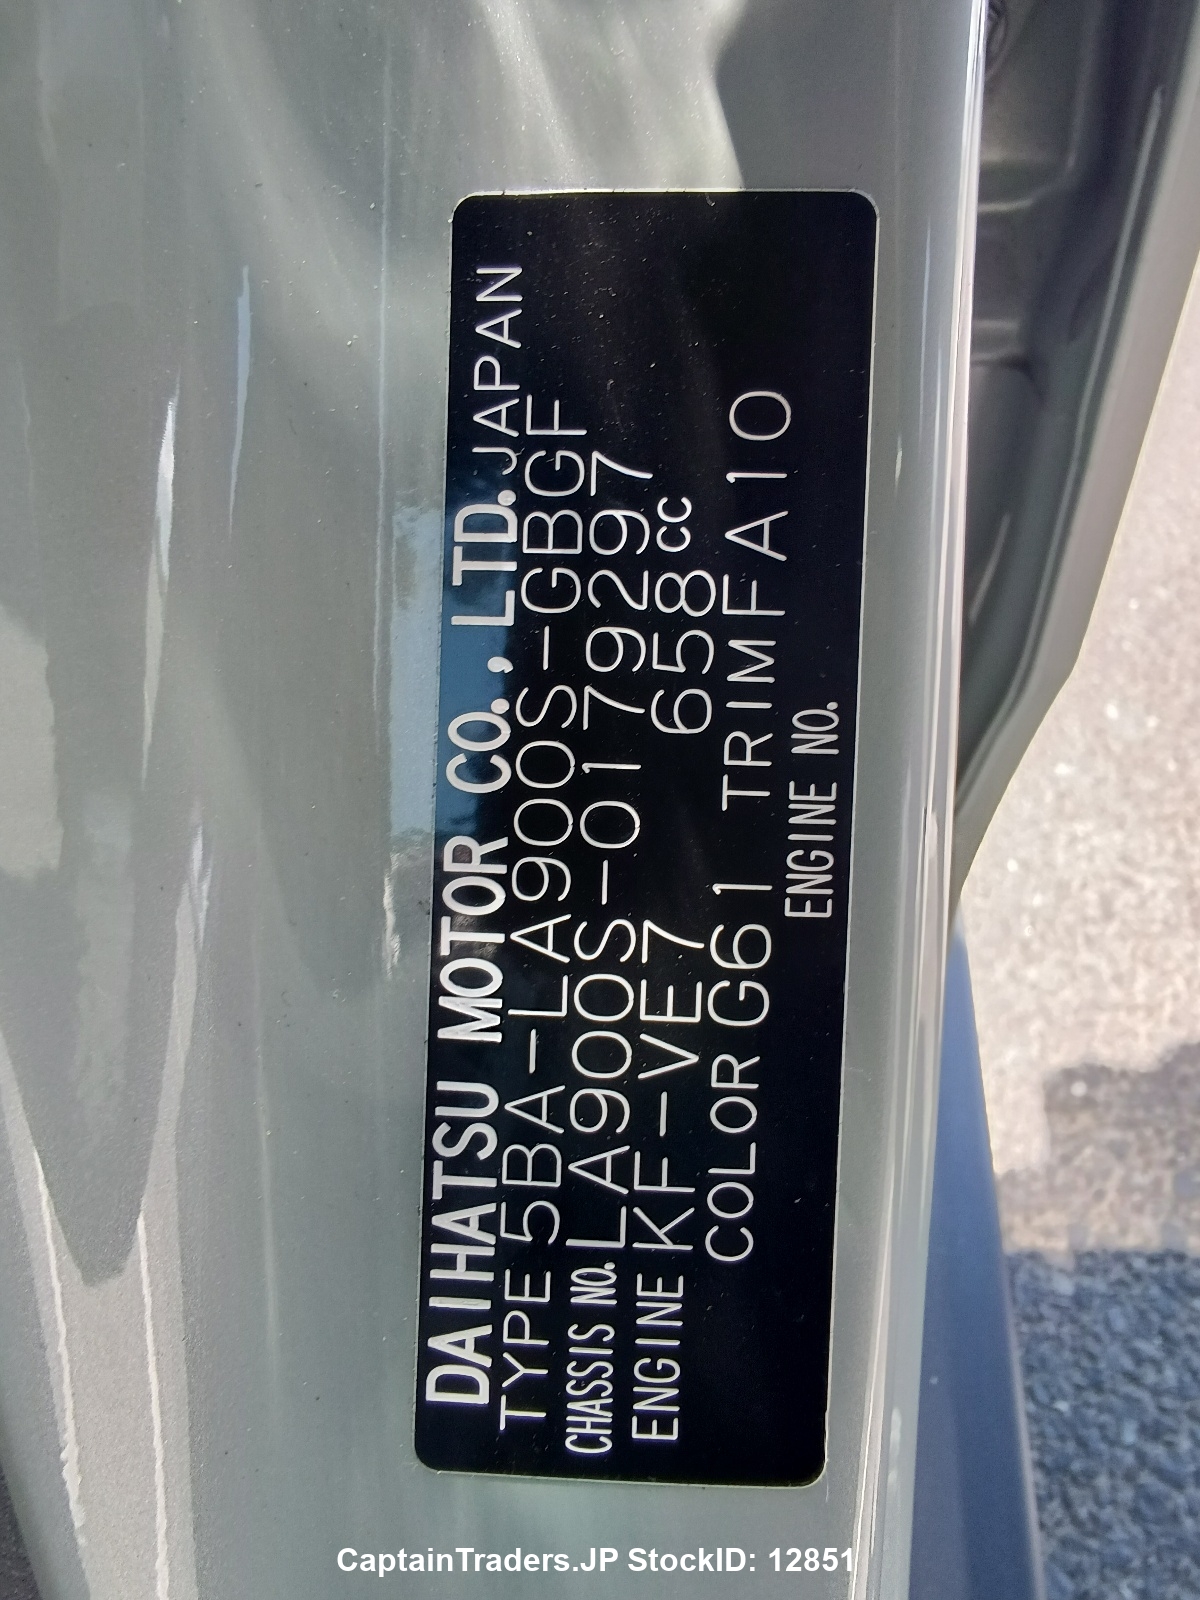 DAIHATSU MOTOR CO., LTD. JAPAN
TYPE 5BA-LA900S-GBGF
CHASSIS NO. LA900S-0179297
ENGINE KF-VE7 658cc
COLOR G61 TRIM FA10
ENGINE NO.
CaptainTraders.JP StockID: 12851